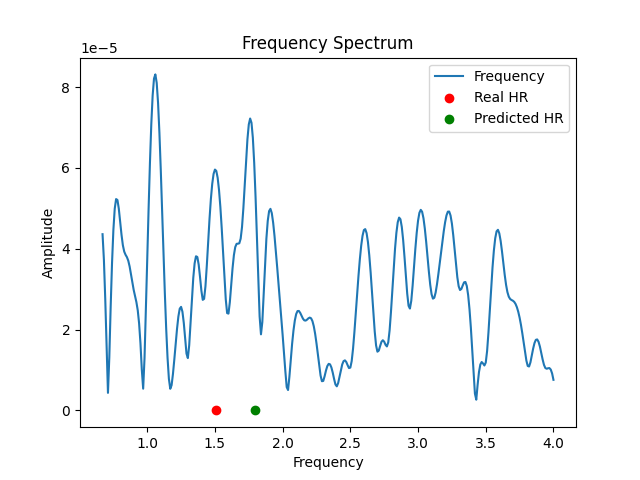 Frequency Spectrum
1e−5
Frequency
Real HR
Predicted HR
8
6
4
2
0
Amplitude
1.0 1.5 2.0 2.5 3.0 3.5 4.0
Frequency